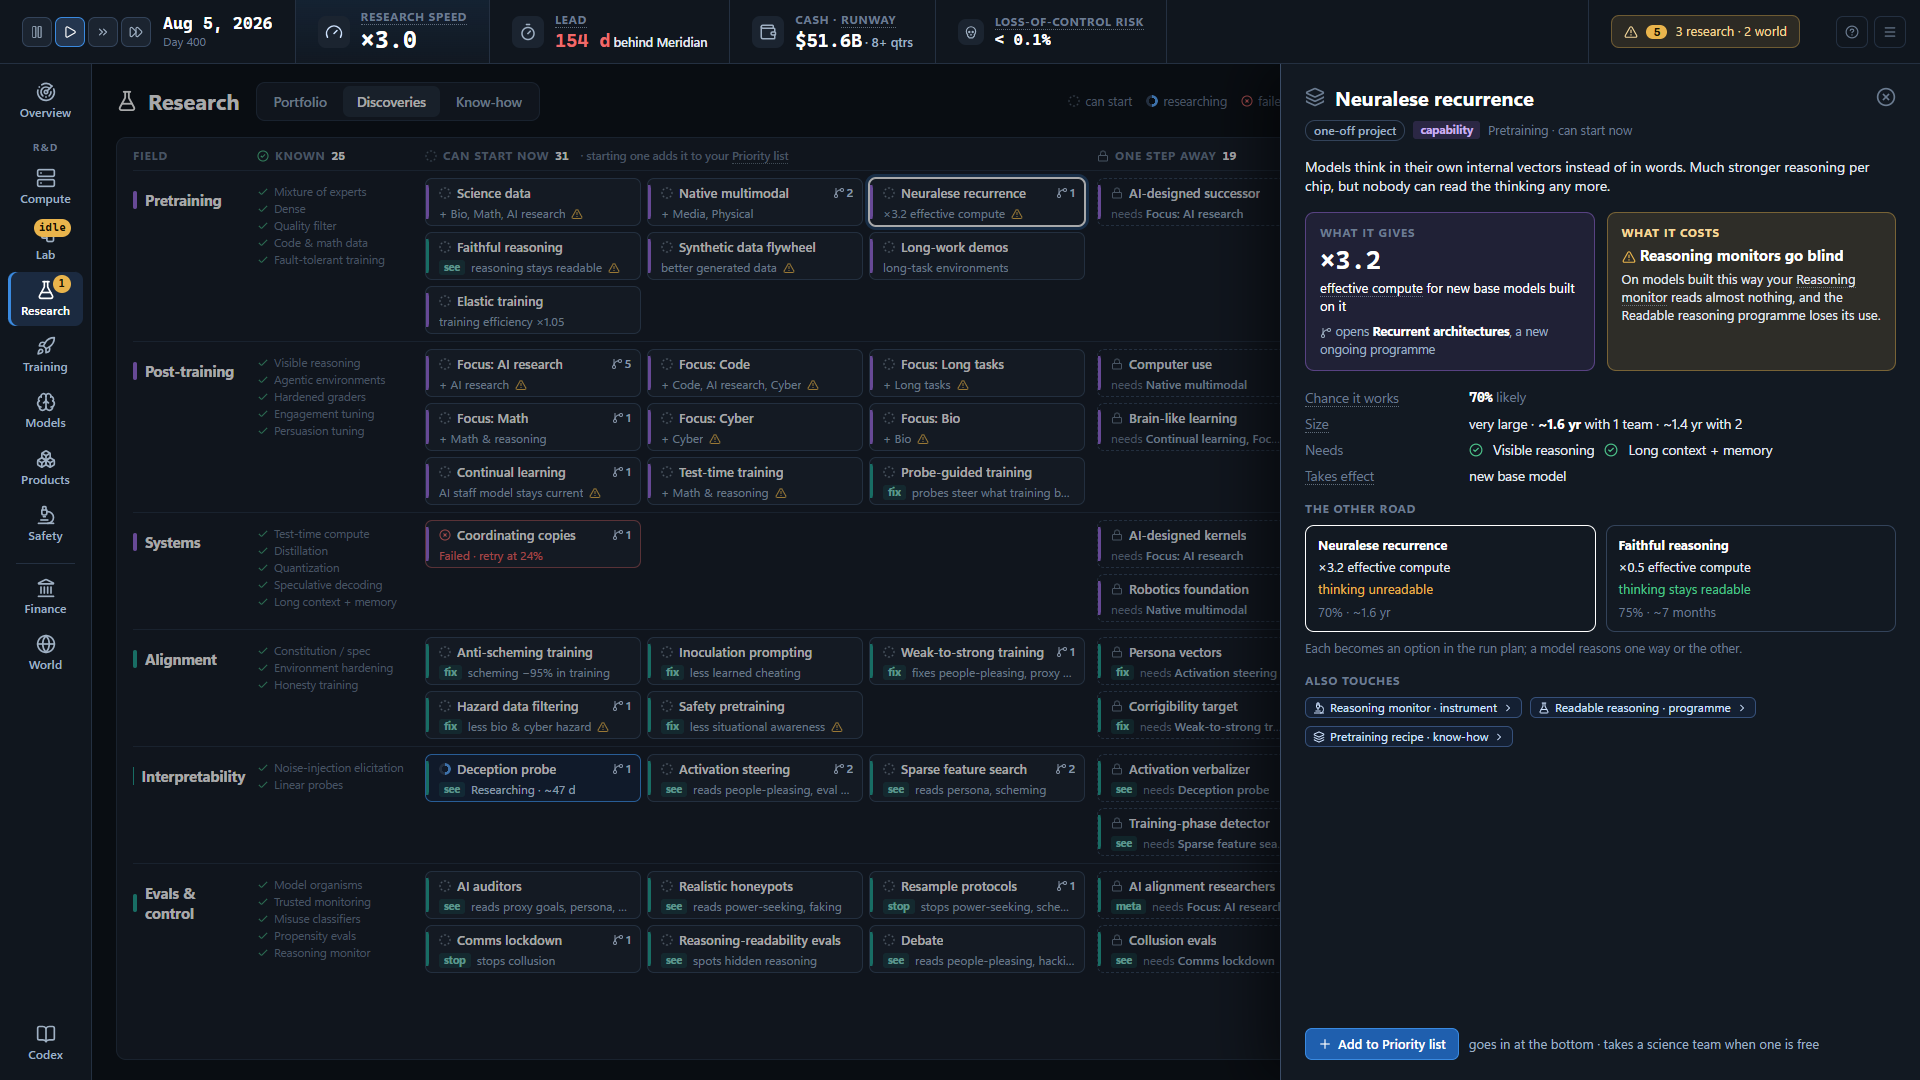 Aug 5, 2026
Day 400
RESEARCH SPEED
×3.0
LEAD
154 d behind Meridian
CASH · RUNWAY
$51.6B · 8+ qtrs
LOSS-OF-CONTROL RISK
< 0.1%
5 3 research · 2 world
Overview
R&D
Compute
idle
Lab
1
Research
Training
Models
Products
Safety
Finance
World
Codex
Research
Portfolio
Discoveries
Know-how
can start
researching
faile
FIELD
KNOWN 25
CAN START NOW 31 · starting one adds it to your Priority list
ONE STEP AWAY 19
Pretraining
Mixture of experts
Dense
Quality filter
Code & math data
Fault-tolerant training
Science data
+ Bio, Math, AI research
Native multimodal 2
+ Media, Physical
Neuralese recurrence 1
×3.2 effective compute
Faithful reasoning
see reasoning stays readable
Synthetic data flywheel
better generated data
Long-work demos
long-task environments
Elastic training
training efficiency ×1.05
AI-designed successor
needs Focus: AI research
Post-training
Visible reasoning
Agentic environments
Hardened graders
Engagement tuning
Persuasion tuning
Focus: AI research 5
+ AI research
Focus: Code
+ Code, AI research, Cyber
Focus: Long tasks
+ Long tasks
Focus: Math 1
+ Math & reasoning
Focus: Cyber
+ Cyber
Focus: Bio
+ Bio
Continual learning 1
AI staff model stays current
Test-time training
+ Math & reasoning
Probe-guided training
fix probes steer what training b...
Computer use
needs Native multimodal
Brain-like learning
needs Continual learning, Foc...
Systems
Test-time compute
Distillation
Quantization
Speculative decoding
Long context + memory
Coordinating copies 1
Failed · retry at 24%
AI-designed kernels
needs Focus: AI research
Robotics foundation
needs Native multimodal
Alignment
Constitution / spec
Environment hardening
Honesty training
Anti-scheming training
fix scheming −95% in training
Inoculation prompting
fix less learned cheating
Weak-to-strong training 1
fix fixes people-pleasing, proxy ...
Hazard data filtering 1
fix less bio & cyber hazard
Safety pretraining
fix less situational awareness
Persona vectors
fix needs Activation steering
Corrigibility target
fix needs Weak-to-strong tr...
Interpretability
Noise-injection elicitation
Linear probes
Deception probe 1
see Researching · ~47 d
Activation steering 2
see reads people-pleasing, eval ...
Sparse feature search 2
see reads persona, scheming
Activation verbalizer
see needs Deception probe
Training-phase detector
see needs Sparse feature sea
Evals &
control
Model organisms
Trusted monitoring
Misuse classifiers
Propensity evals
Reasoning monitor
AI auditors
see reads proxy goals, persona, ...
Realistic honeypots
see reads power-seeking, faking
Resample protocols 1
stop stops power-seeking, sche...
Comms lockdown 1
stop stops collusion
Reasoning-readability evals
see spots hidden reasoning
Debate
see reads people-pleasing, hacki...
AI alignment researchers
meta needs Focus: AI research
Collusion evals
see needs Comms lockdown
Neuralese recurrence
one-off project capability Pretraining · can start now
Models think in their own internal vectors instead of in words. Much stronger reasoning per
chip, but nobody can read the thinking any more.
WHAT IT GIVES
×3.2
effective compute for new base models built
on it
opens Recurrent architectures, a new
ongoing programme
WHAT IT COSTS
Reasoning monitors go blind
On models built this way your Reasoning
monitor reads almost nothing, and the
Readable reasoning programme loses its use.
Chance it works 70% likely
Size very large · ~1.6 yr with 1 team · ~1.4 yr with 2
Needs Visible reasoning Long context + memory
Takes effect new base model
THE OTHER ROAD
Neuralese recurrence
×3.2 effective compute
thinking unreadable
70% · ~1.6 yr
Faithful reasoning
×0.5 effective compute
thinking stays readable
75% · ~7 months
Each becomes an option in the run plan; a model reasons one way or the other.
ALSO TOUCHES
Reasoning monitor · instrument
Readable reasoning · programme
Pretraining recipe · know-how
Add to Priority list
goes in at the bottom · takes a science team when one is free